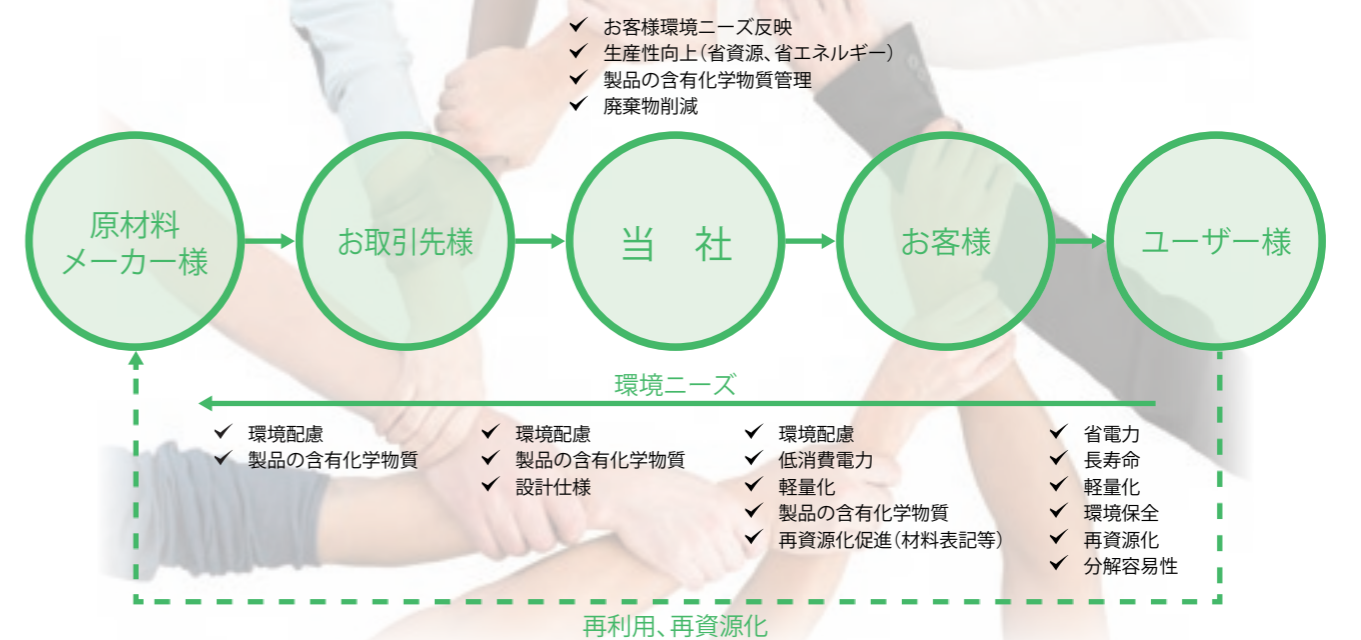 お客様環境ニーズ反映
生産性向上(省資源、省エネルギー)
製品の含有化学物質管理
廃棄物削減
原材料
メーカー様
お取引先様
当 社
お客様
ユーザー様
環境ニーズ
環境配慮
製品の含有化学物質
環境配慮
製品の含有化学物質
設計仕様
環境配慮
低消費電力
軽量化
製品の含有化学物質
再資源化促進(材料表記等)
省電力
長寿命
軽量化
環境保全
再資源化
分解容易性
再利用、再資源化